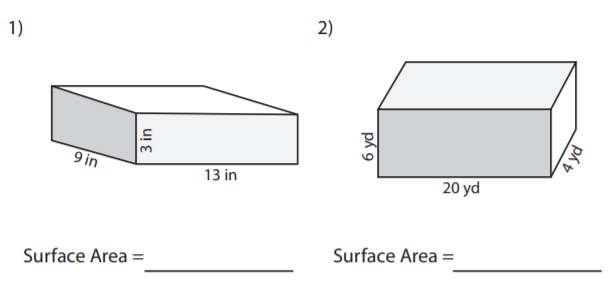 1)
2)
9 in
3 in
13 in
6 yd
20 yd
4 yd
Surface Area =
Surface Area =